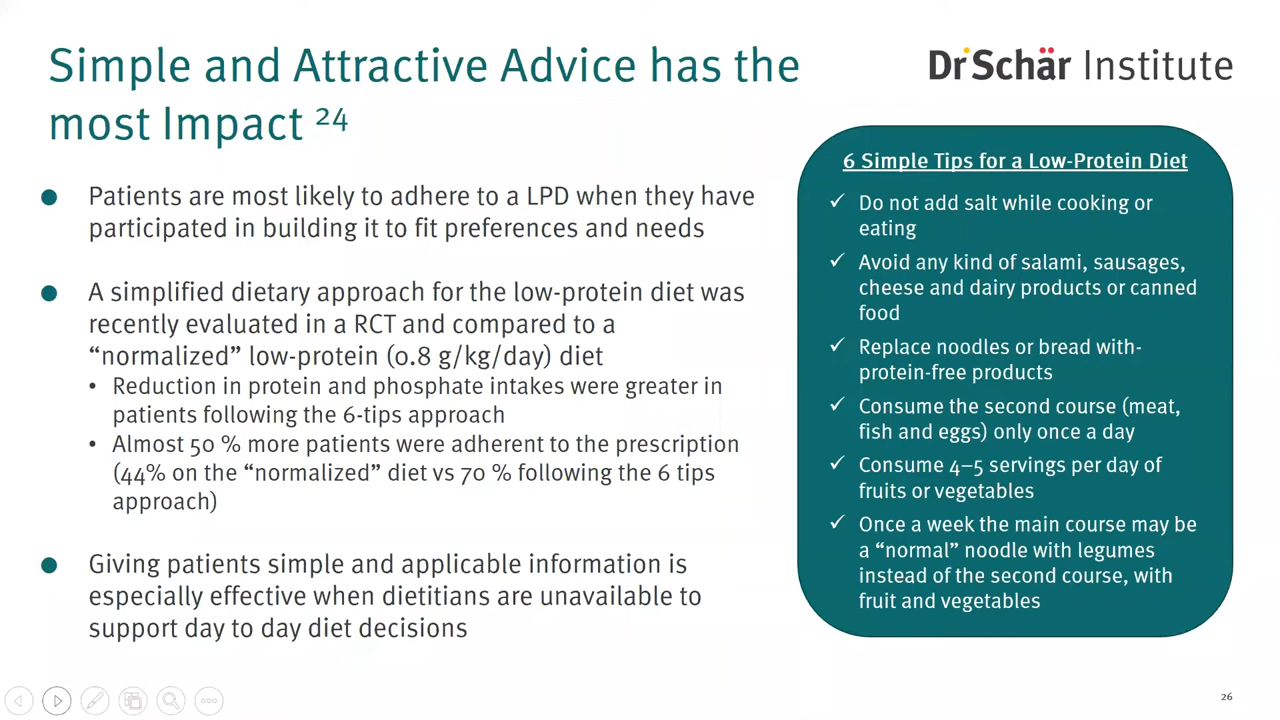 Simple and Attractive Advice has the
most Impact 24
Dr Schär Institute
Patients are most likely to adhere to a LPD when they have
participated in building it to fit preferences and needs
A simplified dietary approach for the low-protein diet was
recently evaluated in a RCT and compared to a
“normalized” low-protein (0.8 g/kg/day) diet
Reduction in protein and phosphate intakes were greater in
patients following the 6-tips approach
Almost 50 % more patients were adherent to the prescription
(44% on the “normalized” diet vs 70 % following the 6 tips
approach)
Giving patients simple and applicable information is
especially effective when dietitians are unavailable to
support day to day diet decisions
6 Simple Tips for a Low-Protein Diet
Do not add salt while cooking or
eating
Avoid any kind of salami, sausages,
cheese and dairy products or canned
food
Replace noodles or bread with-
protein-free products
Consume the second course (meat,
fish and eggs) only once a day
Consume 4–5 servings per day of
fruits or vegetables
Once a week the main course may be
a “normal” noodle with legumes
instead of the second course, with
fruit and vegetables
26